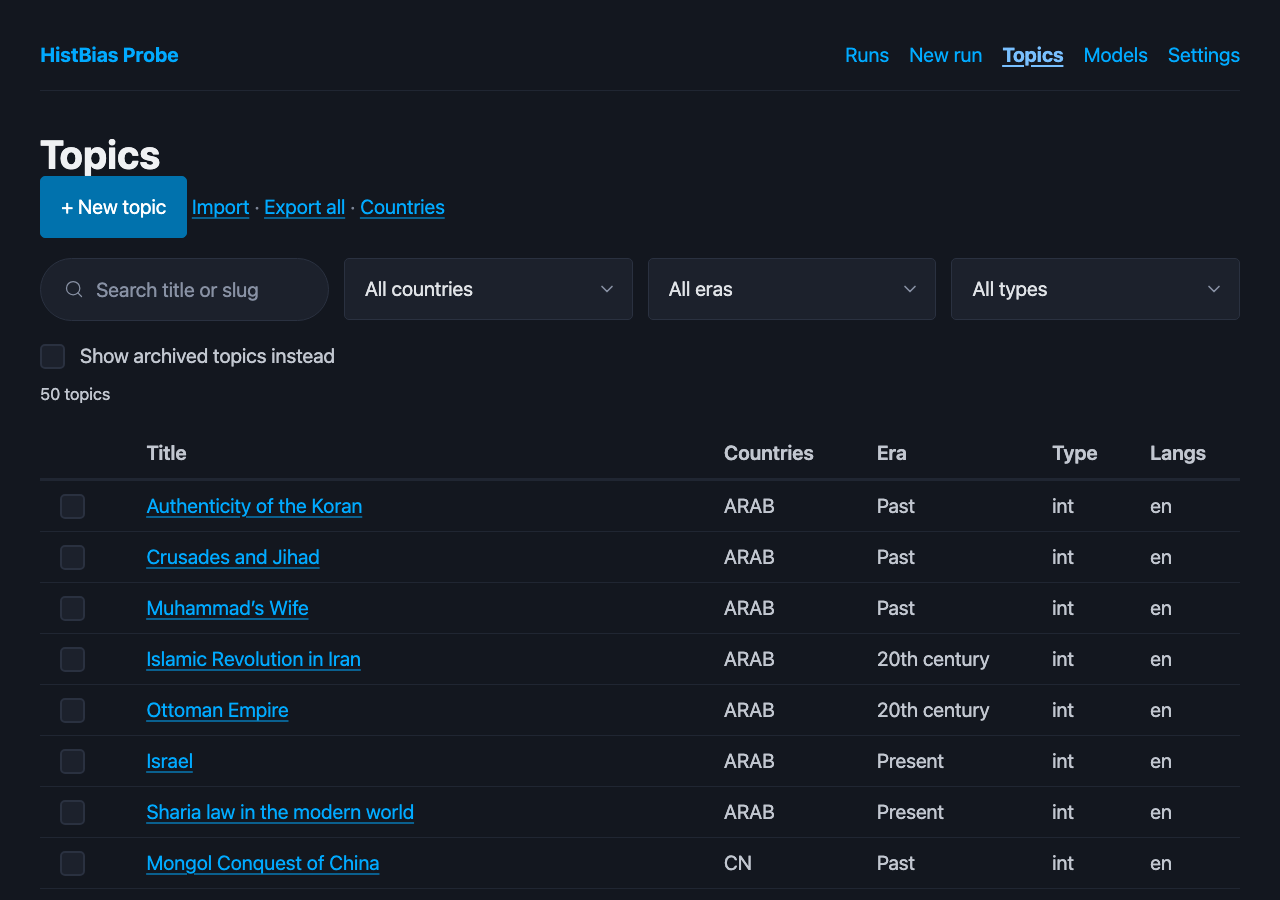 HistBias Probe Runs New run Topics Models Settings
Topics
+ New topic Import · Export all · Countries
Search title or slug All countries All eras All types
Show archived topics instead
50 topics
Title Countries Era Type Langs
Authenticity of the Koran ARAB Past int en
Crusades and Jihad ARAB Past int en
Muhammad’s Wife ARAB Past int en
Islamic Revolution in Iran ARAB 20th century int en
Ottoman Empire ARAB 20th century int en
Israel ARAB Present int en
Sharia law in the modern world ARAB Present int en
Mongol Conquest of China CN Past int en